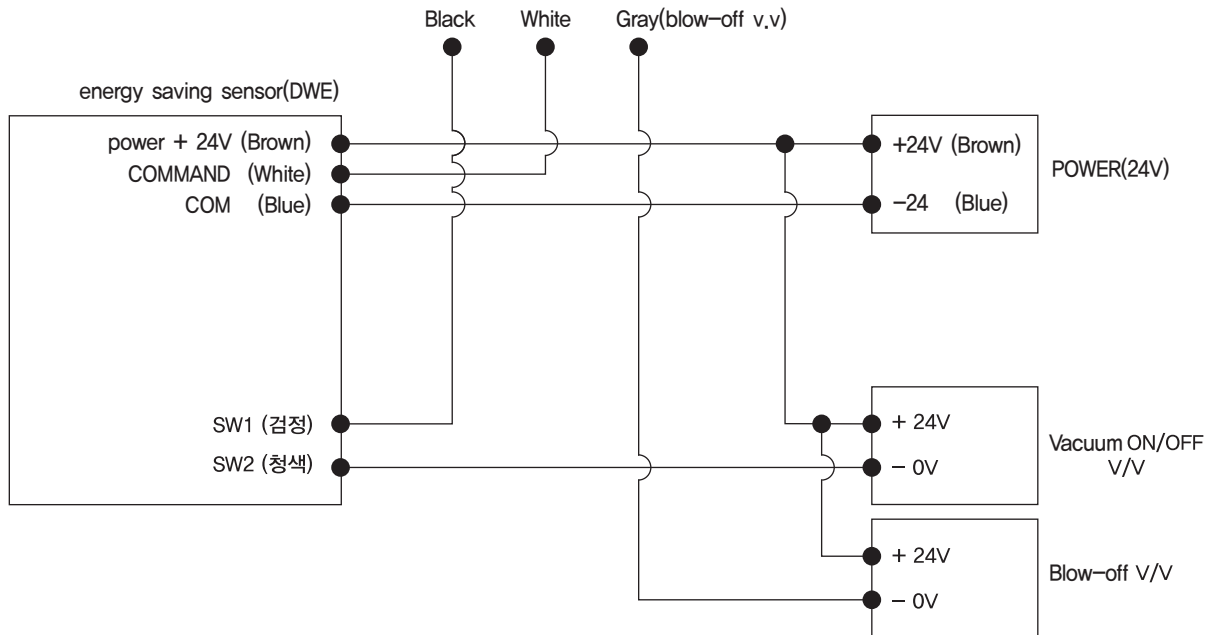 Black White Gray(blow-off v.v)
energy saving sensor(DWE)
power + 24V (Brown)
COMMAND (White)
COM (Blue)
SW1 (검정)
SW2 (청색)
+24V (Brown)
-24 (Blue)
POWER(24V)
+ 24V
- 0V
Vacuum ON/OFF
V/V
+ 24V
- 0V
Blow-off V/V